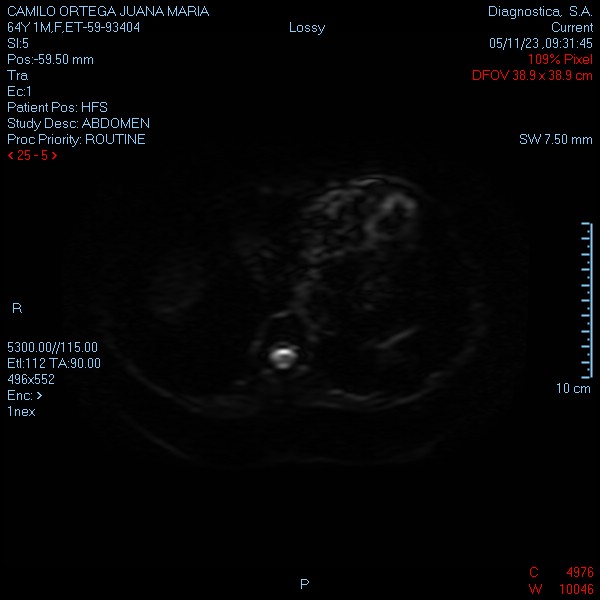 CAMILO ORTEGA JUANA MARIA
64Y 1M,F,ET-59-93404
Sl:5
Pos:-59.50 mm
Tra
Ec:1
Patient Pos: HFS
Study Desc: ABDOMEN
Proc Priority: ROUTINE
< 25 - 5 >
Lossy
Diagnostica, S.A.
Current
05/11/23 ,09:31:45
109% Pixel
DFOV 38.9 x 38.9 cm
SW 7.50 mm
R
5300.00//115.00
Etl:112 TA:90.00
496x552
Enc: >
1nex
10 cm
P
C 4976
W 10046